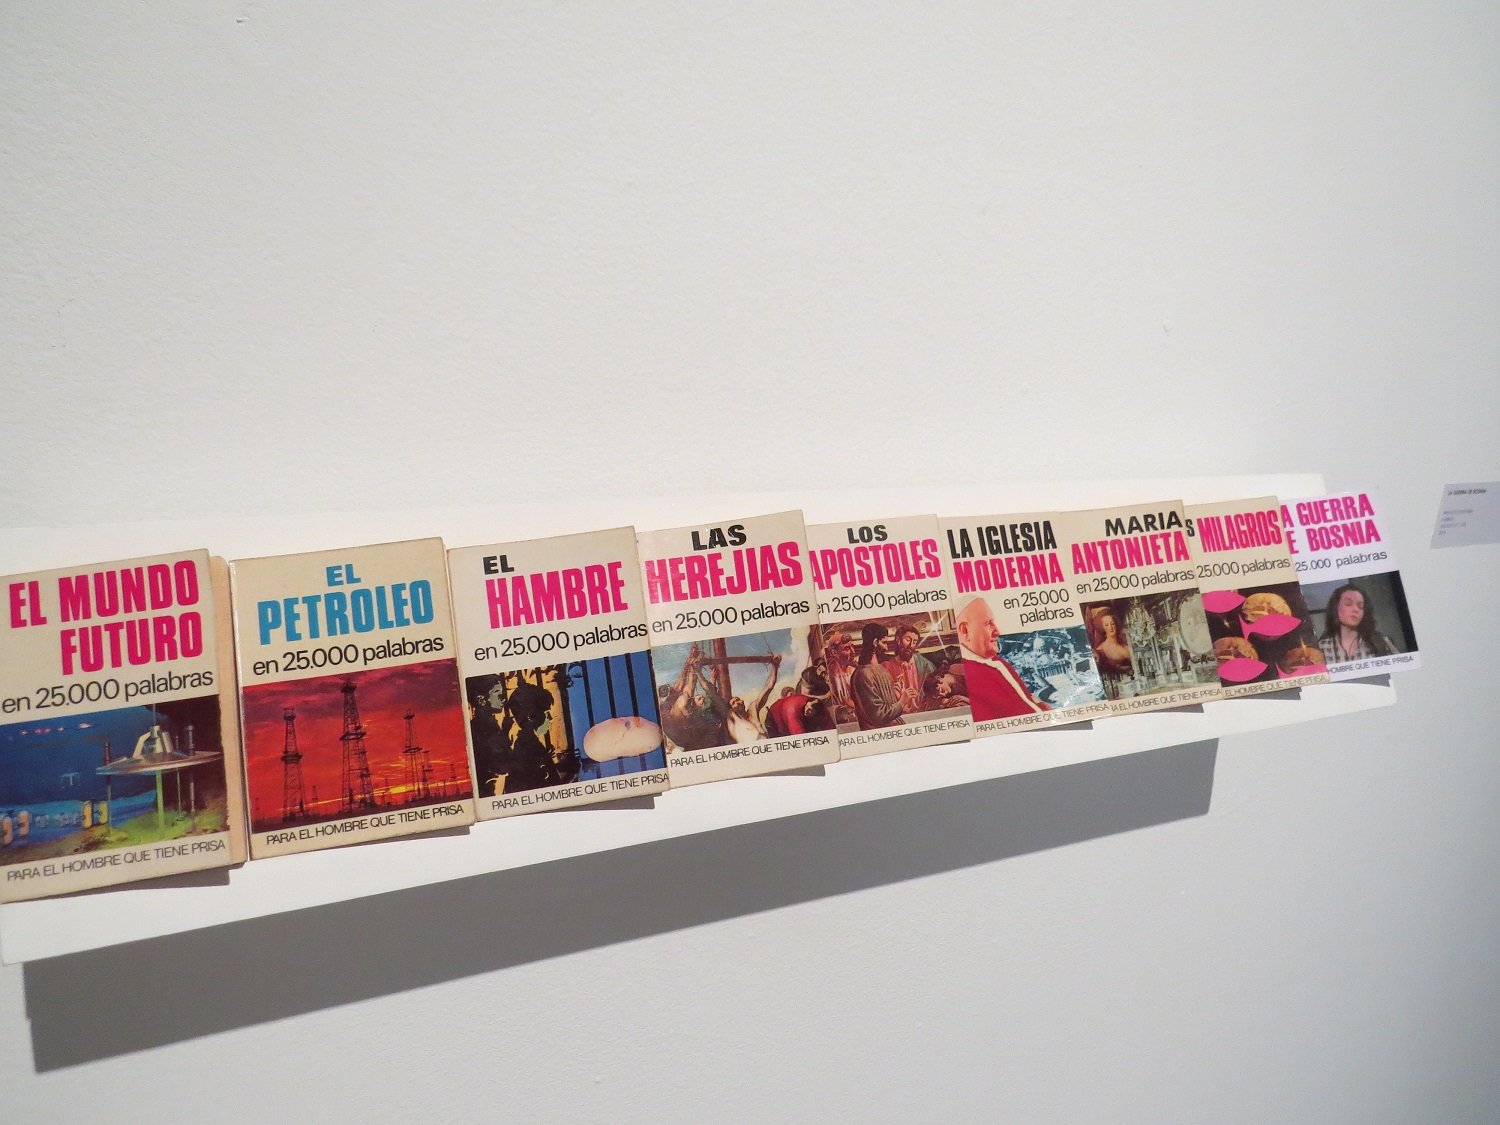 EL MUNDO
FUTURO
en 25.000 palabras
PARA EL HOMBRE QUE TIENE PRISA
EL
PETROLEO
en 25.000 palabras
PARA EL HOMBRE QUE TIENE PRISA
EL
HAMBRE
en 25.000 palabras
PARA EL HOMBRE QUE TIENE PRISA
LAS
HEREJIAS
en 25.000 palabras
PARA EL HOMBRE QUE TIENE PRISA
LOS
APOSTOLES
en 25.000 palabras
PARA EL HOMBRE QUE TIENE PRISA
LA IGLESIA
MODERNA
en 25.000
palabras
PARA EL HOMBRE QUE TIENE PRISA
MARIA
ANTONIETA
en 25.000 palabras
RA EL HOMBRE QUE TIENE PRISA
S
MILAGROS
25.000 palabras
EL HOMBRE QUE TIENE PRISA
A GUERRA
E BOSNIA
25.000 palabras
HOMBRE QUE TIENE PRISA
LA GUERRA DE BOSNIA